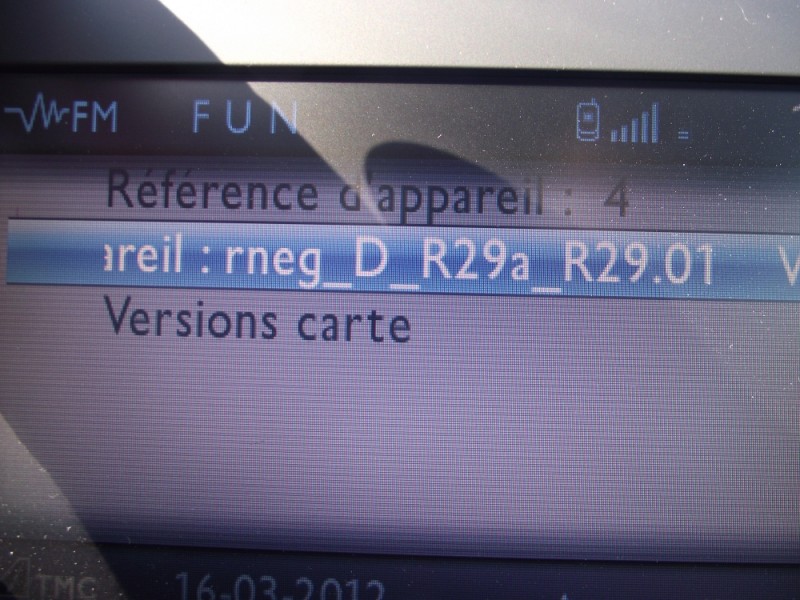 FM FUN
Référence d'appareil : 4
areil : rneg_D_R29a_R29.01 V
Versions carte
TMC 16-03-2012